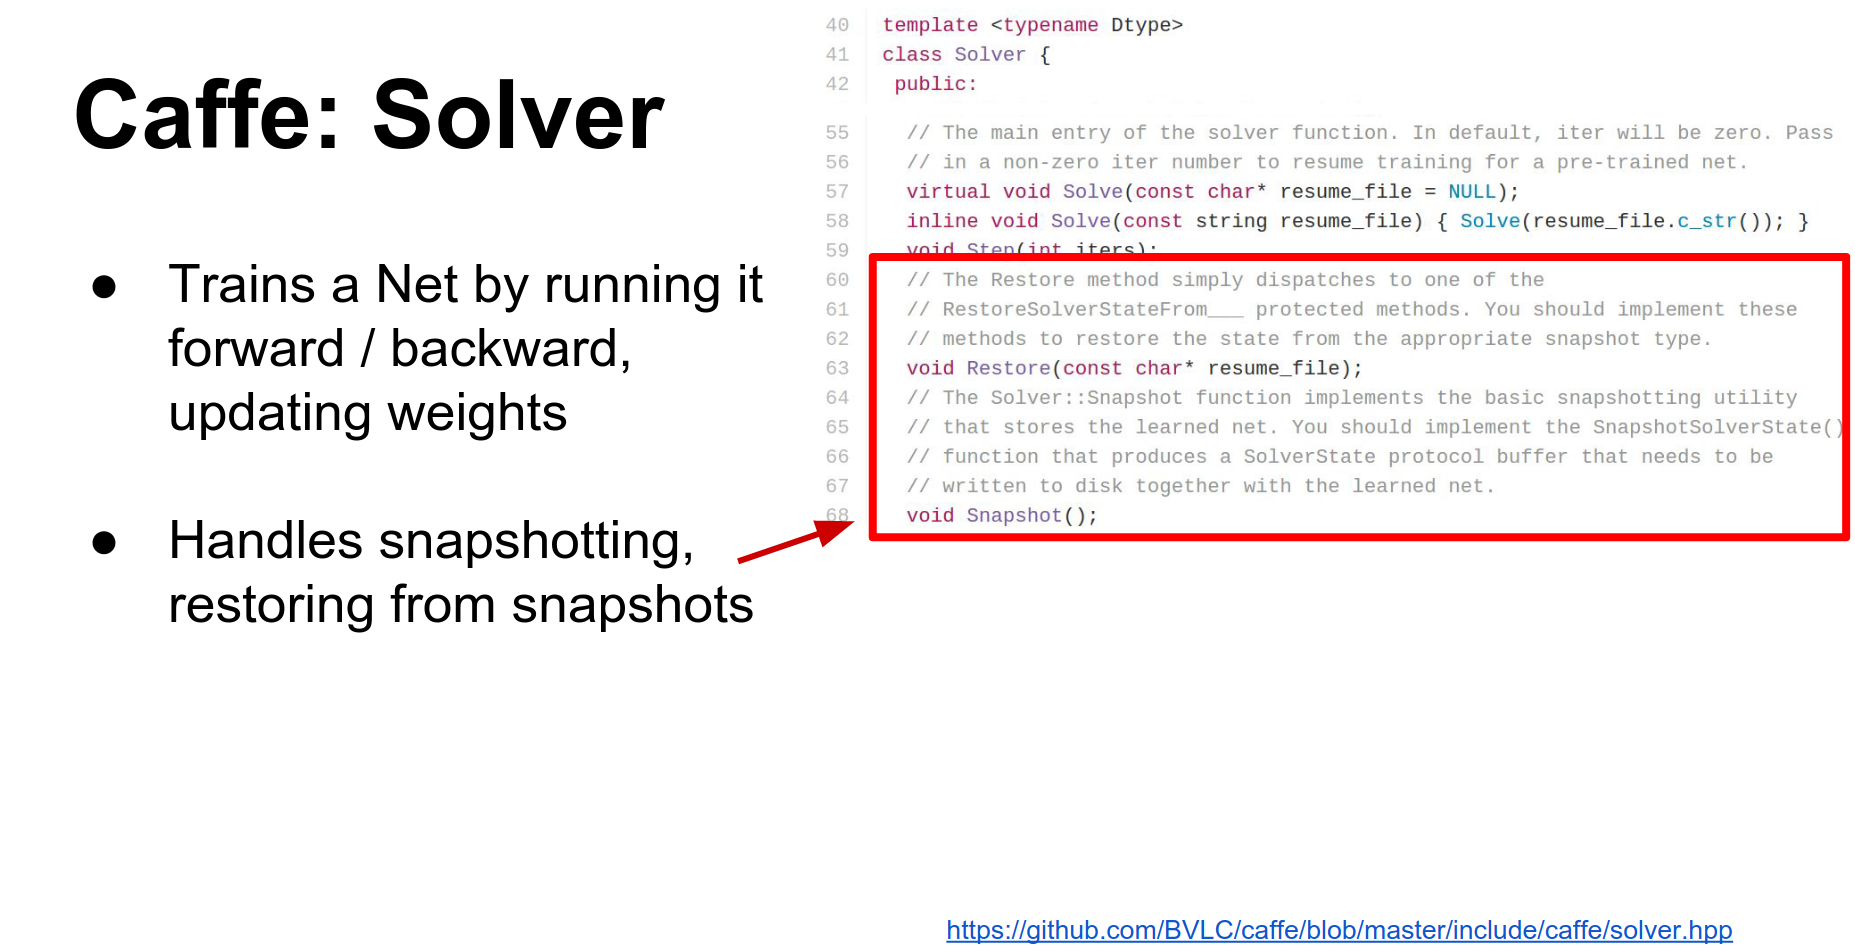 Caffe: Solver
● Trains a Net by running it
forward / backward,
updating weights
● Handles snapshotting,
restoring from snapshots
40 template <typename Dtype>
41 class Solver {
42 public:
55 // The main entry of the solver function. In default, iter will be zero. Pass
56 // in a non-zero iter number to resume training for a pre-trained net.
57 virtual void Solve(const char* resume_file = NULL);
58 inline void Solve(const string resume_file) { Solve(resume_file.c_str()); }
59 void Step(int iters);
60 // The Restore method simply dispatches to one of the
61 // RestoreSolverStateFrom___ protected methods. You should implement these
62 // methods to restore the state from the appropriate snapshot type.
63 void Restore(const char* resume_file);
64 // The Solver::Snapshot function implements the basic snapshotting utility
65 // that stores the learned net. You should implement the SnapshotSolverState()
66 // function that produces a SolverState protocol buffer that needs to be
67 // written to disk together with the learned net.
68 void Snapshot();
https://github.com/BVLC/caffe/blob/master/include/caffe/solver.hpp